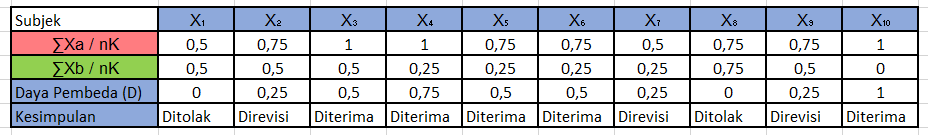 Subjek X₁ X₂ X₃ X₄ X₅ X₆ X₇ X₈ X₉ X₁₀
∑Xa / nK 0,5 0,75 1 1 0,75 0,75 0,5 0,75 0,75 1
∑Xb / nK 0,5 0,5 0,5 0,25 0,25 0,25 0,25 0,75 0,5 0
Daya Pembeda (D) 0 0,25 0,5 0,75 0,5 0,5 0,25 0 0,25 1
Kesimpulan Ditolak Direvisi Diterima Diterima Diterima Diterima Direvisi Ditolak Direvisi Diterima